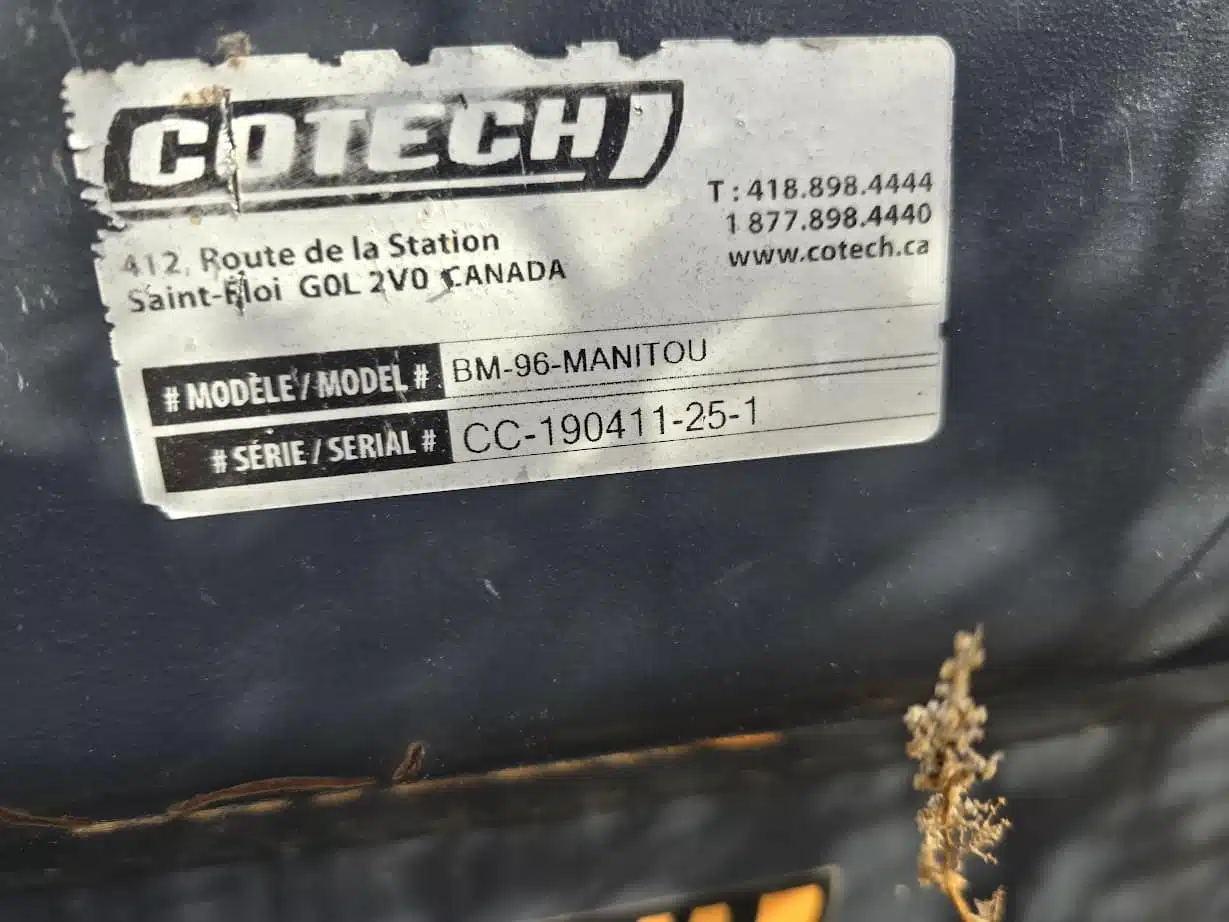 COTECH
T : 418.898.4444
1 877.898.4440
www.cotech.ca
412, Route de la Station
Saint-Éloi G0L 2V0 CANADA
# MODÈLE / MODEL # BM-96-MANITOU
# SÉRIE / SERIAL # CC-190411-25-1